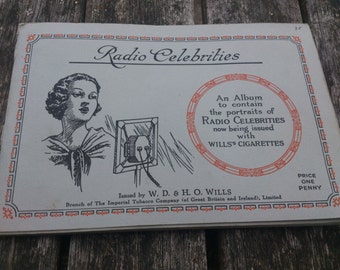 Radio Celebrities
An Album
to contain
the portraits of
RADIO CELEBRITIES
now being issued
with
WILLS'S CIGARETTES
PRICE
ONE
PENNY
Issued by W. D. & H. O. WILLS
Branch of The Imperial Tobacco Company (of Great Britain and Ireland), Limited